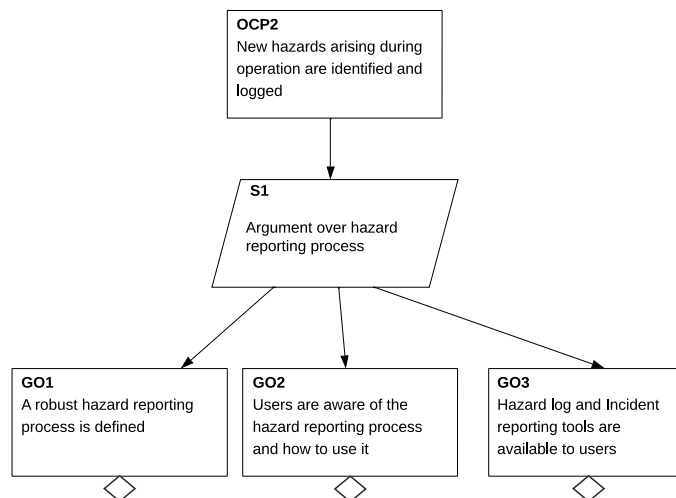 OCP2
New hazards arising during
operation are identified and
logged
S1
Argument over hazard
reporting process
GO1
A robust hazard reporting
process is defined
GO2
Users are aware of the
hazard reporting process
and how to use it
GO3
Hazard log and Incident
reporting tools are
available to users